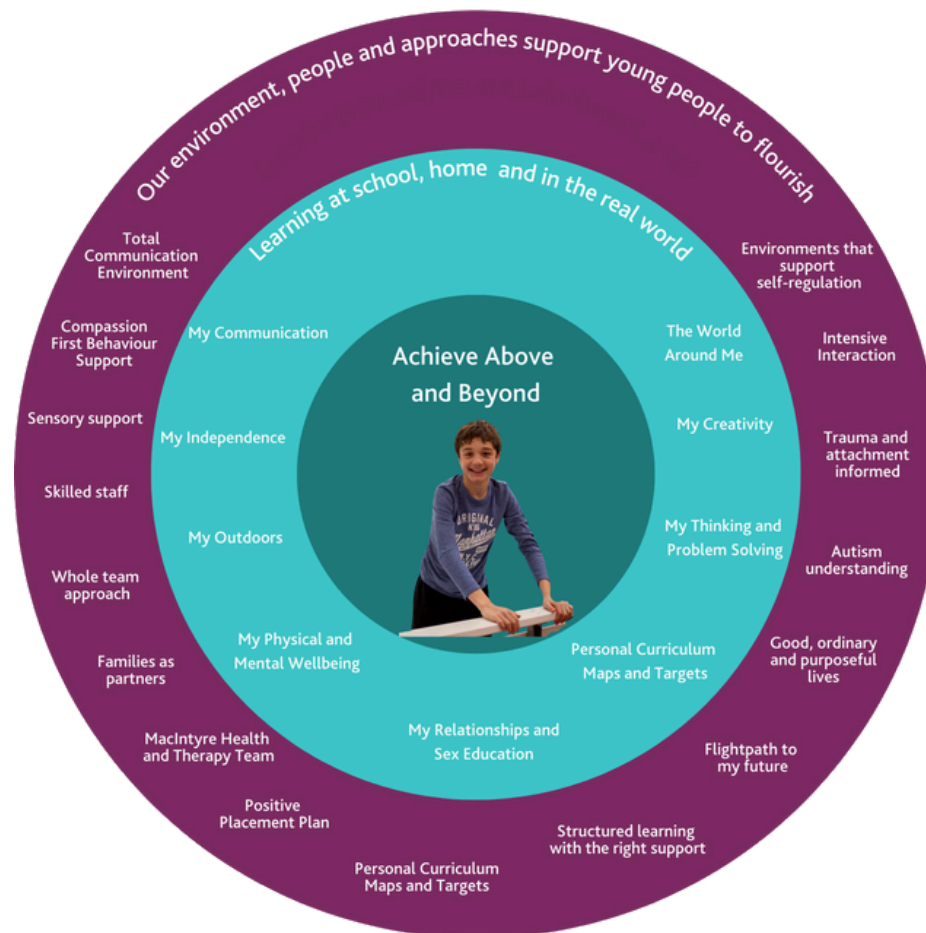 Our environment, people and approaches support young people to flourish
Learning at school, home and in the real world
Achieve Above
and Beyond
Total
Communication
Environment
Compassion
First Behaviour
Support
Sensory support
Skilled staff
Whole team
approach
Families as
partners
MacIntyre Health
and Therapy Team
Positive
Placement Plan
Personal Curriculum
Maps and Targets
Structured learning
with the right support
Flightpath to
my future
Good, ordinary
and purposeful
lives
Autism
understanding
Trauma and
attachment
informed
Intensive
Interaction
Environments that
support
self-regulation
My Communication
My Independence
My Outdoors
My Physical and
Mental Wellbeing
My Relationships and
Sex Education
Personal Curriculum
Maps and Targets
My Thinking and
Problem Solving
My Creativity
The World
Around Me
ORIGINAL